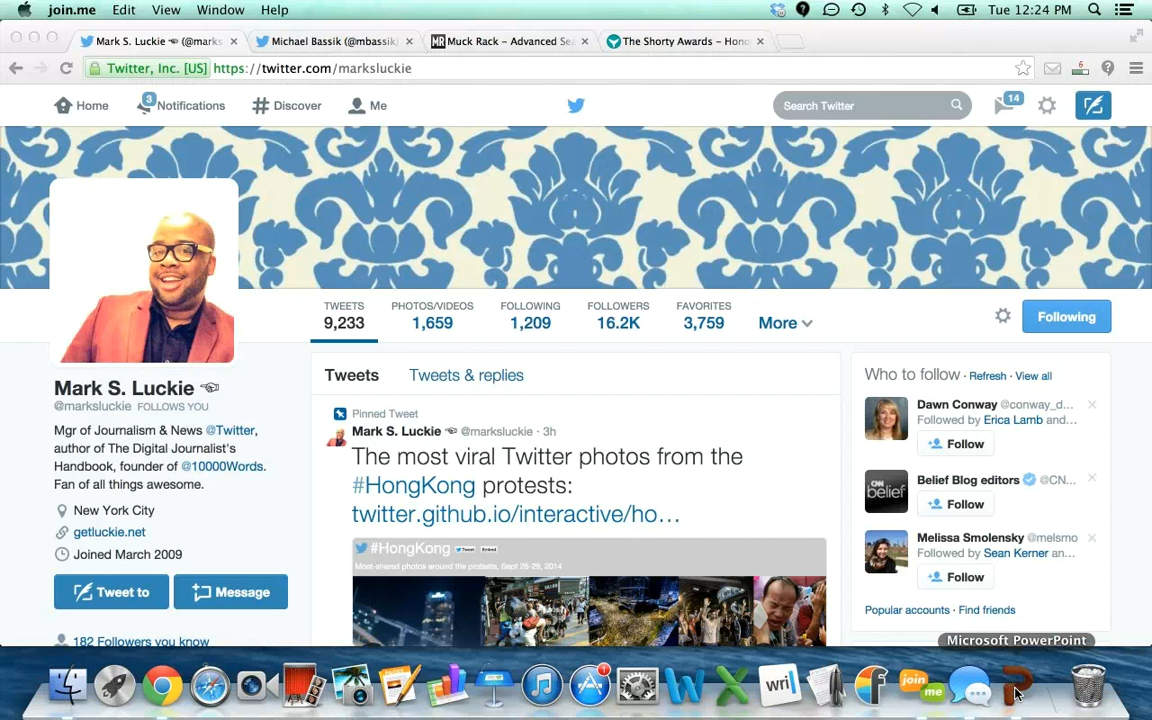 join.me Edit View Window Help Tue 12:24 PM
Mark S. Luckie ☜ (@marks Michael Bassik (@mbassik) MR Muck Rack – Advanced Se The Shorty Awards – Hono
Twitter, Inc. [US] https://twitter.com/marksluckie 6
Home 3 Notifications # Discover Me Search Twitter 14
TWEETS PHOTOS/VIDEOS FOLLOWING FOLLOWERS FAVORITES
9,233 1,659 1,209 16.2K 3,759 More Following
Mark S. Luckie ☜
@marksluckie FOLLOWS YOU
Mgr of Journalism & News @Twitter,
author of The Digital Journalist's
Handbook, founder of @10000Words.
Fan of all things awesome.
New York City
getluckie.net
Joined March 2009
Tweet to Message
182 Followers you know
Tweets Tweets & replies
Pinned Tweet
Mark S. Luckie ☜ @marksluckie · 3h
The most viral Twitter photos from the
#HongKong protests:
twitter.github.io/interactive/ho…
#HongKong Tweet Embed
Most-shared photos around the protests, Sept 26-29, 2014
Who to follow · Refresh · View all
Dawn Conway @conway_d...
Followed by Erica Lamb and...
Follow
CNN belief
Belief Blog editors @CN...
Follow
Melissa Smolensky @melsmo
Followed by Sean Kerner an...
Follow
Popular accounts · Find friends
Microsoft PowerPoint
1 wri join me